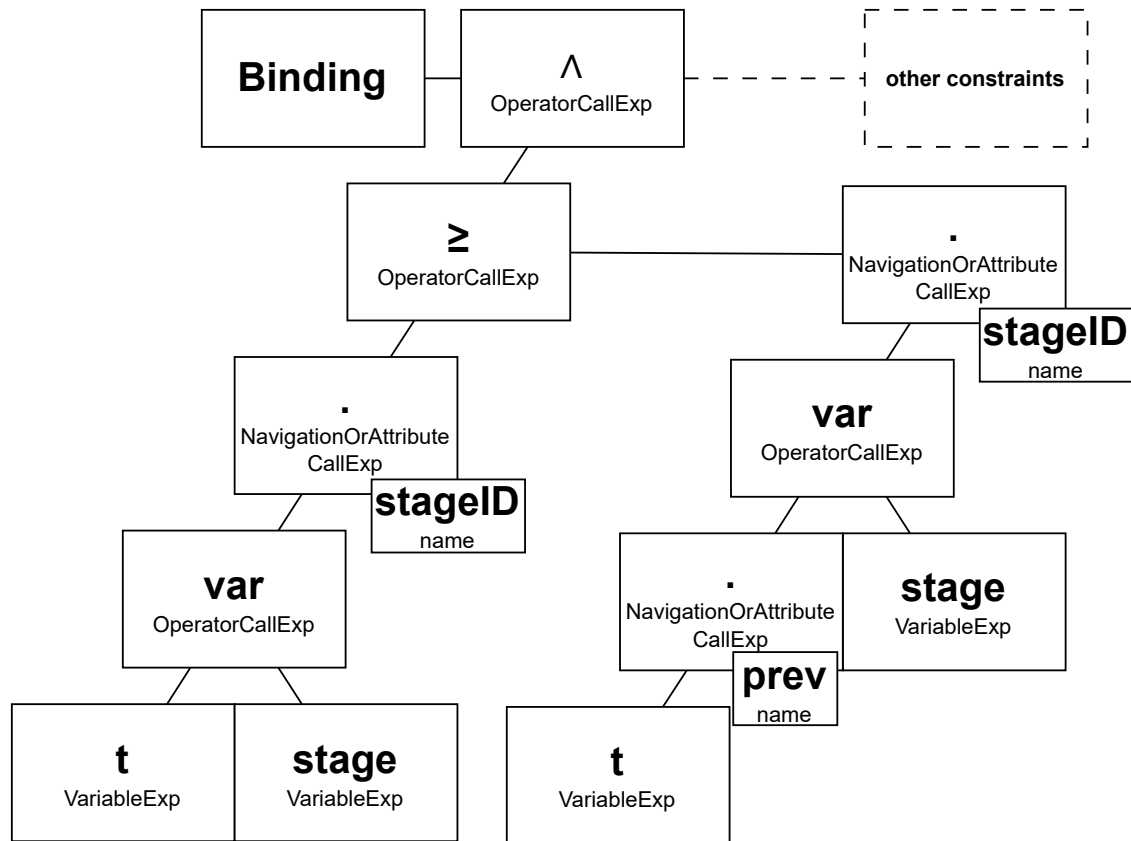 Binding
∧
OperatorCallExp
other constraints
≥
OperatorCallExp
.
NavigationOrAttribute
CallExp
stageID
name
.
NavigationOrAttribute
CallExp
stageID
name
var
OperatorCallExp
var
OperatorCallExp
.
NavigationOrAttribute
CallExp
prev
name
stage
VariableExp
t
VariableExp
stage
VariableExp
t
VariableExp